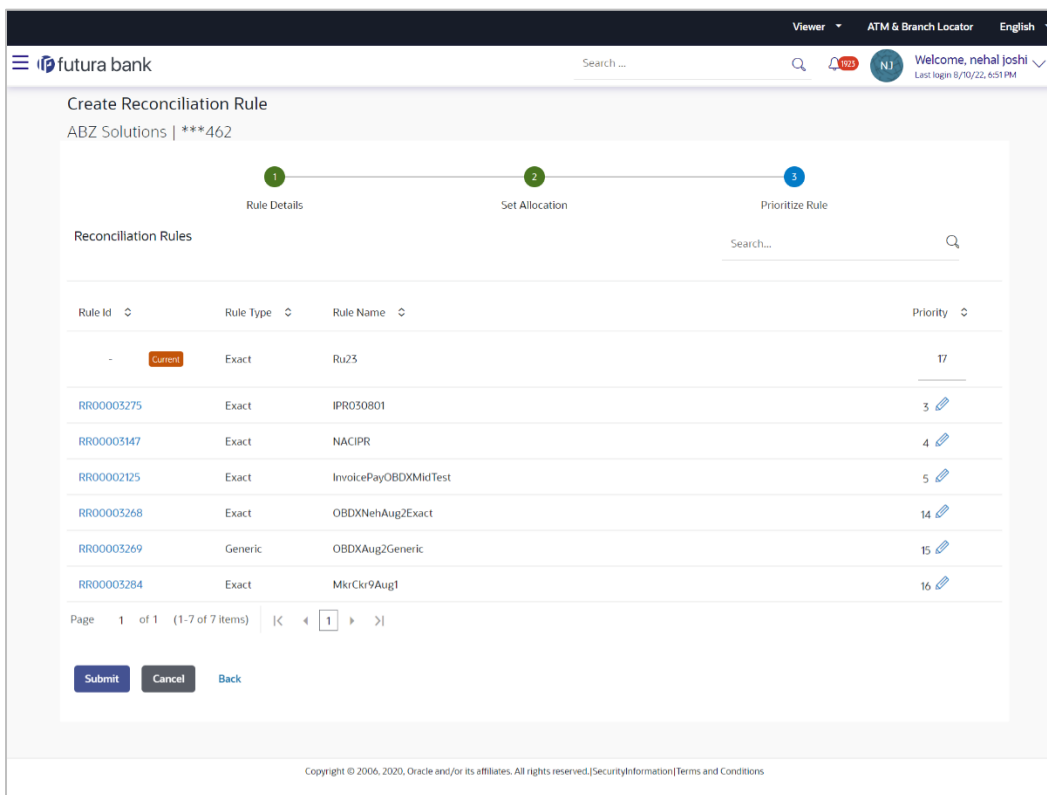 Viewer ATM & Branch Locator English
futura bank Search ... 1923 NJ Welcome, nehal joshi
Last login 8/10/22, 6:51 PM
Create Reconciliation Rule
ABZ Solutions | ***462
1 2 3
Rule Details Set Allocation Prioritize Rule
Reconciliation Rules Search...
Rule Id Rule Type Rule Name Priority
- Current Exact Ru23 17
RR00003275 Exact IPR030801 3
RR00003147 Exact NACIPR 4
RR00002125 Exact InvoicePayOBDXMidTest 5
RR00003268 Exact OBDXNehAug2Exact 14
RR00003269 Generic OBDXAug2Generic 15
RR00003284 Exact MkrCkr9Aug1 16
Page 1 of 1 (1-7 of 7 items) 1
Submit Cancel Back
Copyright © 2006, 2020, Oracle and/or its affiliates. All rights reserved.|SecurityInformation|Terms and Conditions